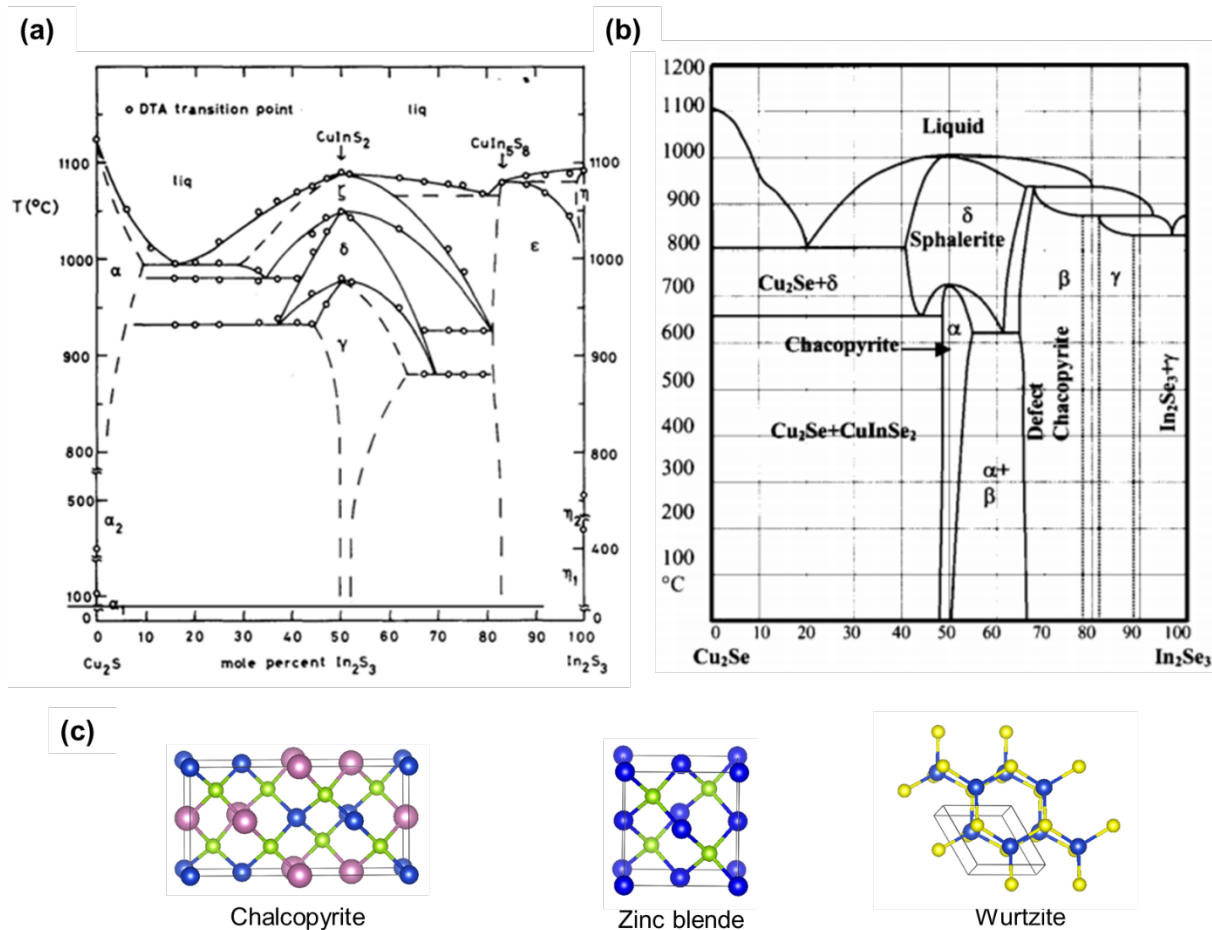 (a)
(b)
DTA transition point
liq
CuInS₂
CuIn₅S₈
liq
T (°C)
1100
1000
900
800
500
100
0
1100
1000
900
800
600
400
0
ζ
δ
γ
ε
η
η₂
η₁
α
α₂
α₁
0 10 20 30 40 50 60 70 80 90 100
Cu₂S mole percent In₂S₃ In₂S₃
1200
1100
1000
900
800
700
600
500
400
300
200
100
°C
Liquid
δ
Sphalerite
Cu₂Se+δ
β
γ
α
Chacopyrite
Cu₂Se+CuInSe₂
α+
β
Defect
Chacopyrite
In₂Se₃+γ
0 10 20 30 40 50 60 70 80 90 100
Cu₂Se In₂Se₃
(c)
Chalcopyrite
Zinc blende
Wurtzite